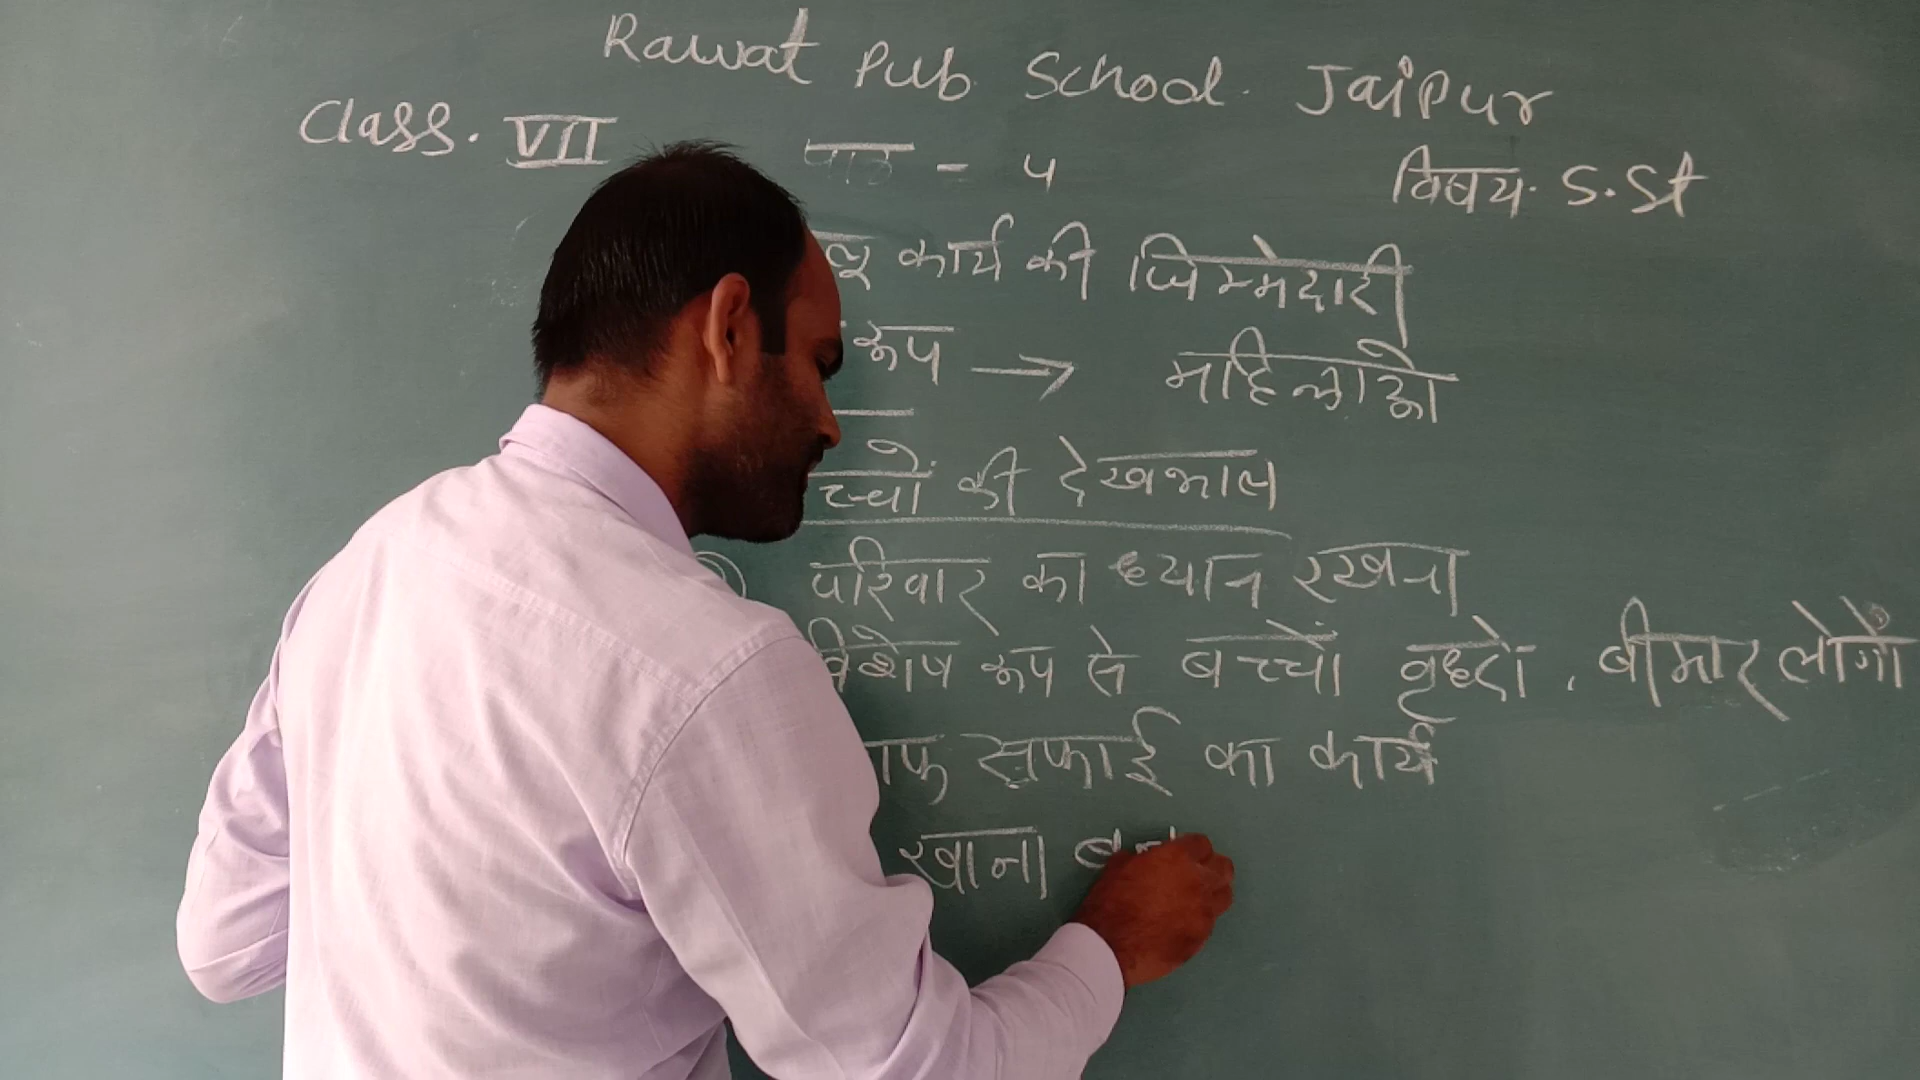 Rawat Pub School. Jaipur
Class. VII पाठ - 4 विषय. S.St
कार्य की जिम्मेदारी
रूप → महिलाओ
की देखभाल
परिवार का ध्यान रखना
विशेष रूप से बच्चों वृध्दो, बीमार लोगों
सफाई का कार्य
खाना